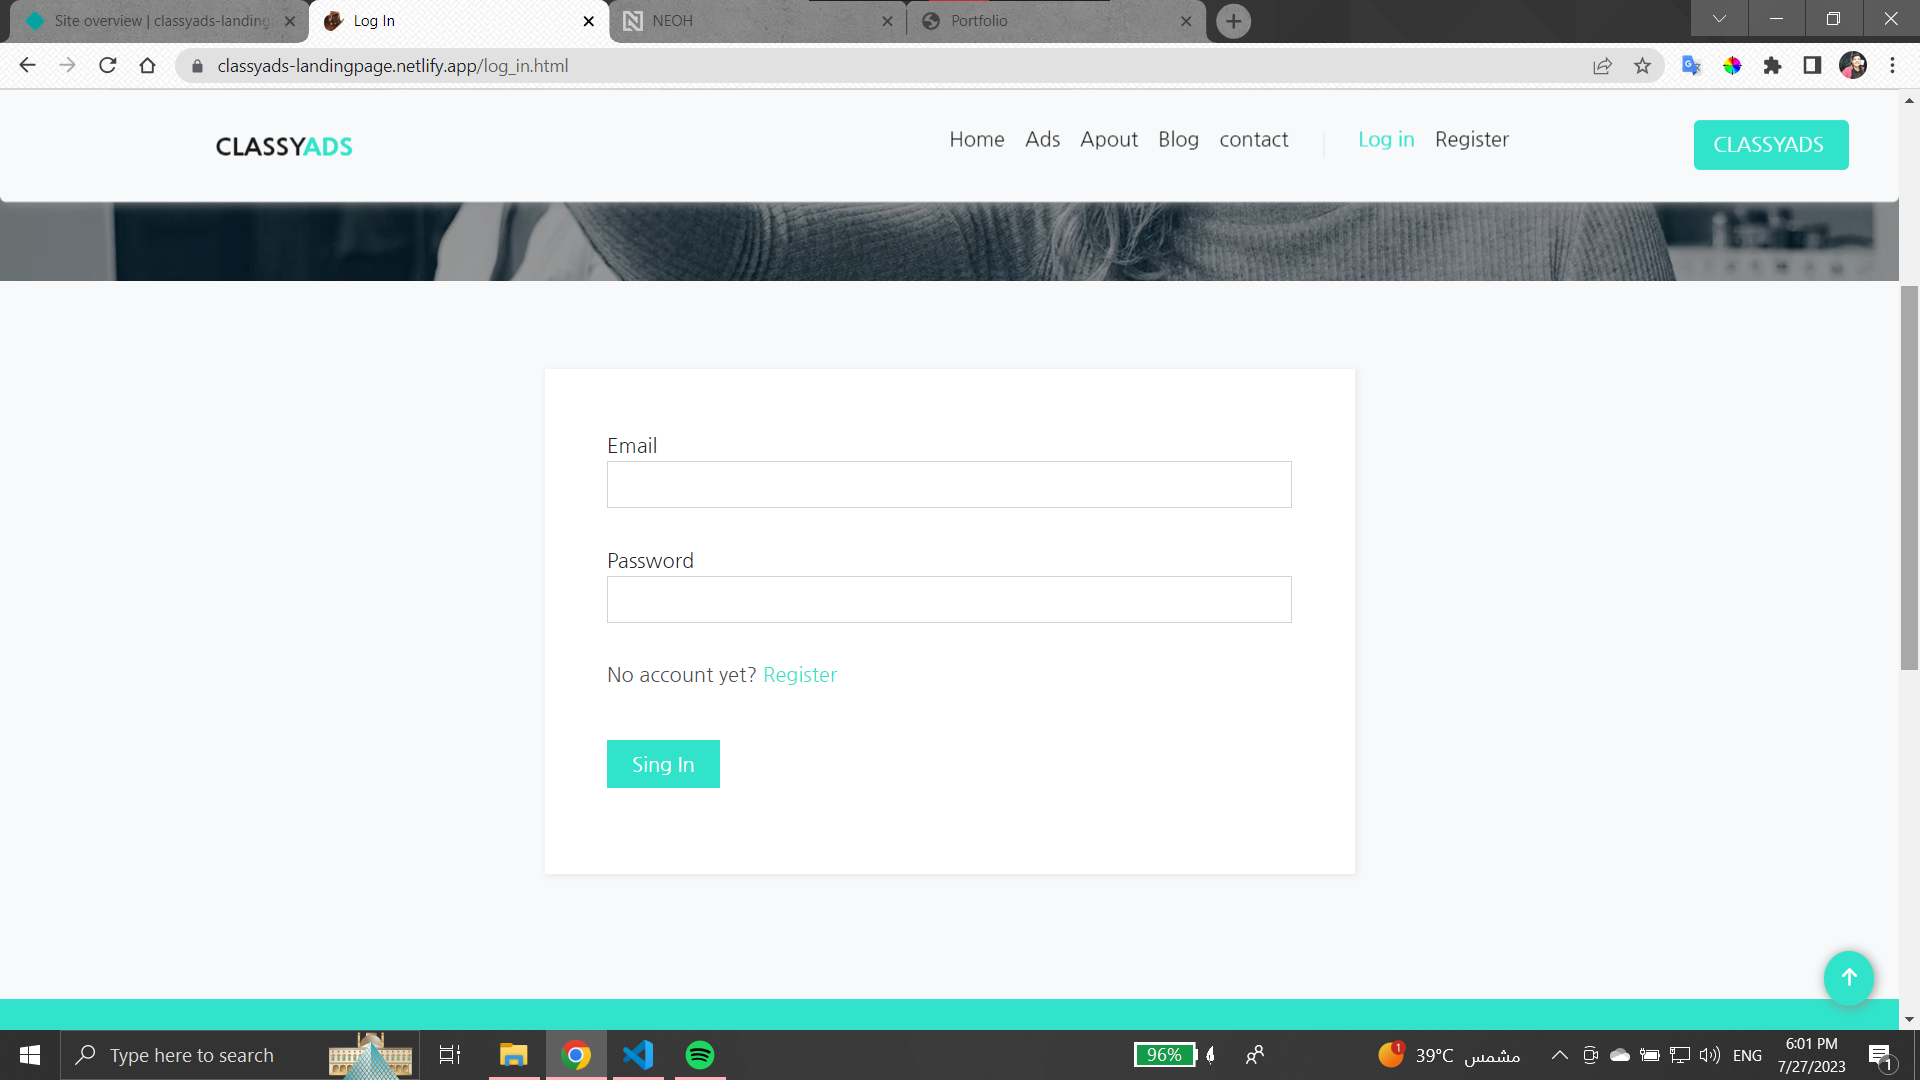 Site overview | classyads-landing
Log In
NEOH
Portfolio
classyads-landingpage.netlify.app/log_in.html
CLASSYADS
Home Ads Apout Blog contact
Log in Register
CLASSYADS
Email
Password
No account yet? Register
Sing In
Type here to search
96%
1
39°C مشمس
ENG
6:01 PM
7/27/2023
1